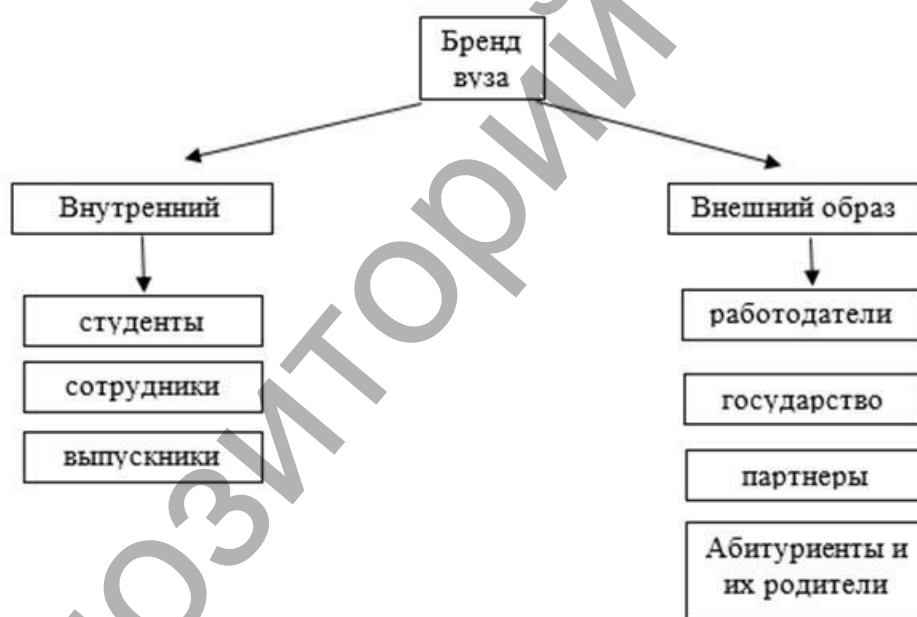 Бренд
вуза
Внутренний
студенты
сотрудники
выпускники
Внешний образ
работодатели
государство
партнеры
Абитуриенты и
их родители